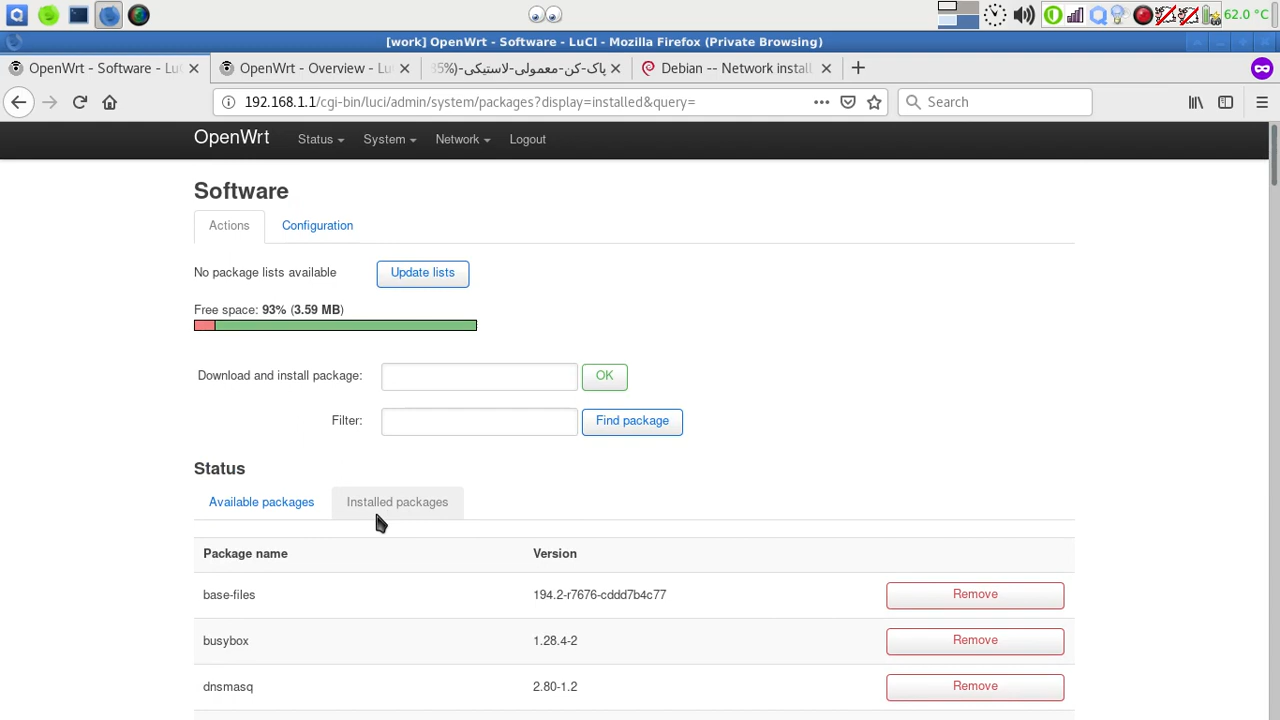 62.0 °C
[work] OpenWrt - Software - LuCI - Mozilla Firefox (Private Browsing)
OpenWrt - Software - Lu
OpenWrt - Overview - Lu
پاک-کن-معمولی-لاستیکی-(%
Debian -- Network install
192.168.1.1/cgi-bin/luci/admin/system/packages?display=installed&query=
Search
OpenWrt
Status
System
Network
Logout
Software
Actions
Configuration
No package lists available
Update lists
Free space: 93% (3.59 MB)
Download and install package:
OK
Filter:
Find package
Status
Available packages
Installed packages
Package name
Version
base-files
194.2-r7676-cddd7b4c77
Remove
busybox
1.28.4-2
Remove
dnsmasq
2.80-1.2
Remove